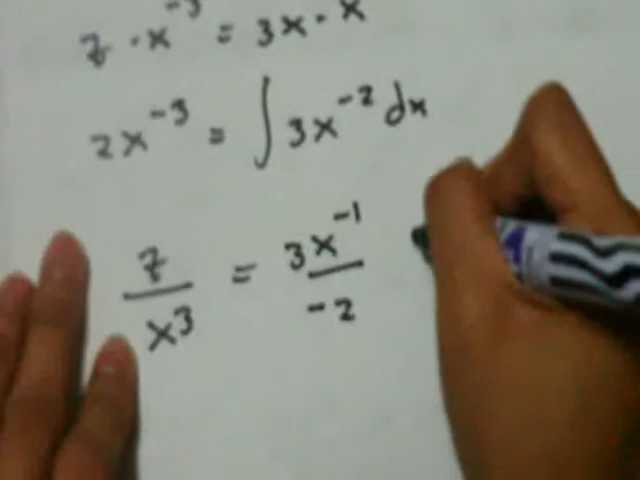 z · x^-3 = 3x · x
zx^-3 = ∫ 3x^-2 dx
z/x^3 = 3x^-1/-2